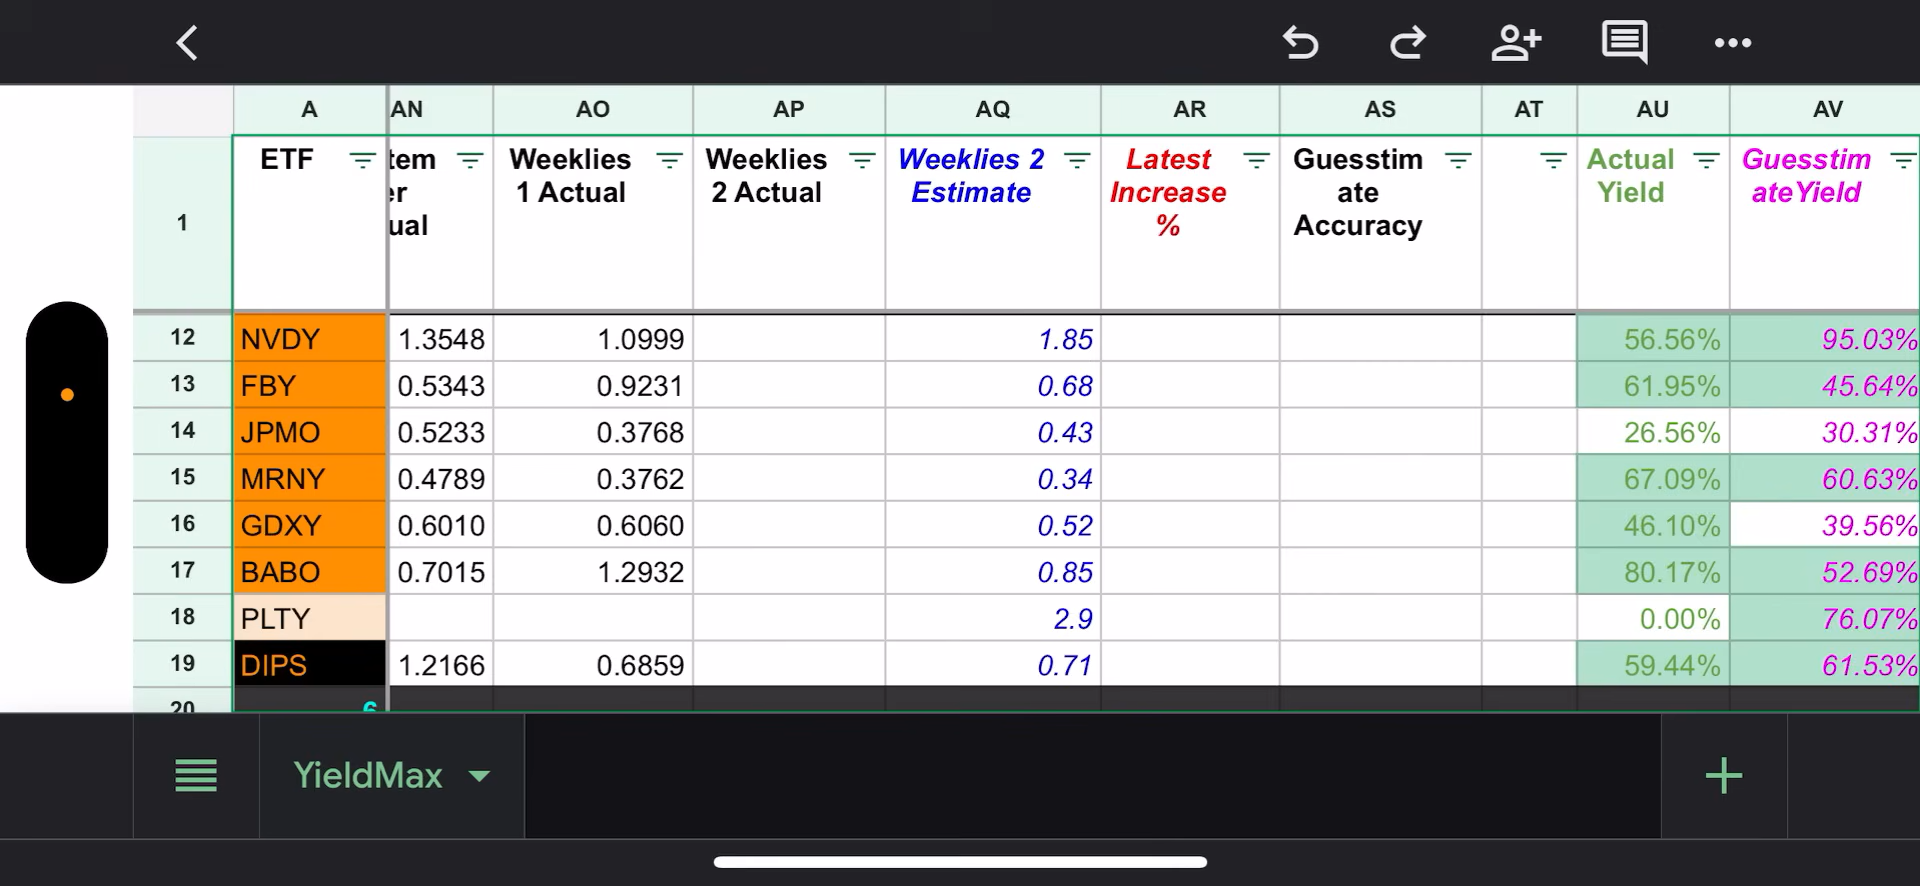 A AN AO AP AQ AR AS AT AU AV
ETF tem Weeklies Weeklies Weeklies 2 Latest Guesstim Actual Guesstim
er 1 Actual 2 Actual Estimate Increase ate Yield ateYield
1 ual % Accuracy
12 NVDY 1.3548 1.0999 1.85 56.56% 95.03%
13 FBY 0.5343 0.9231 0.68 61.95% 45.64%
14 JPMO 0.5233 0.3768 0.43 26.56% 30.31%
15 MRNY 0.4789 0.3762 0.34 67.09% 60.63%
16 GDXY 0.6010 0.6060 0.52 46.10% 39.56%
17 BABO 0.7015 1.2932 0.85 80.17% 52.69%
18 PLTY 2.9 0.00% 76.07%
19 DIPS 1.2166 0.6859 0.71 59.44% 61.53%
20 6
YieldMax